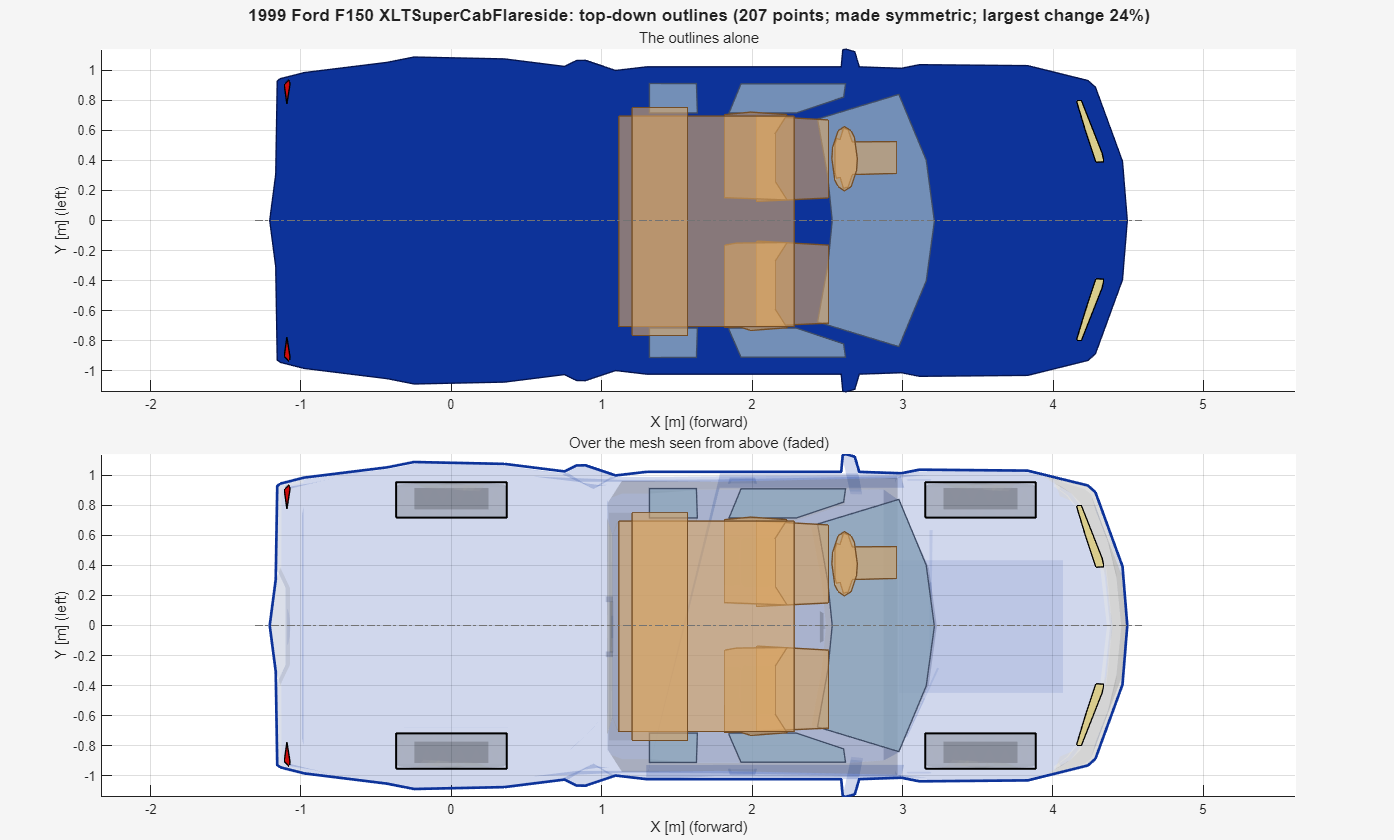 1999 Ford F150 XLTSuperCabFlareside: top-down outlines (207 points; made symmetric; largest change 24%)
The outlines alone
1
0.8
0.6
0.4
0.2
0
-0.2
-0.4
-0.6
-0.8
-1
Y [m] (left)
-2 -1 0 1 2 3 4 5
X [m] (forward)
Over the mesh seen from above (faded)
1
0.8
0.6
0.4
0.2
0
-0.2
-0.4
-0.6
-0.8
-1
Y [m] (left)
-2 -1 0 1 2 3 4 5
X [m] (forward)